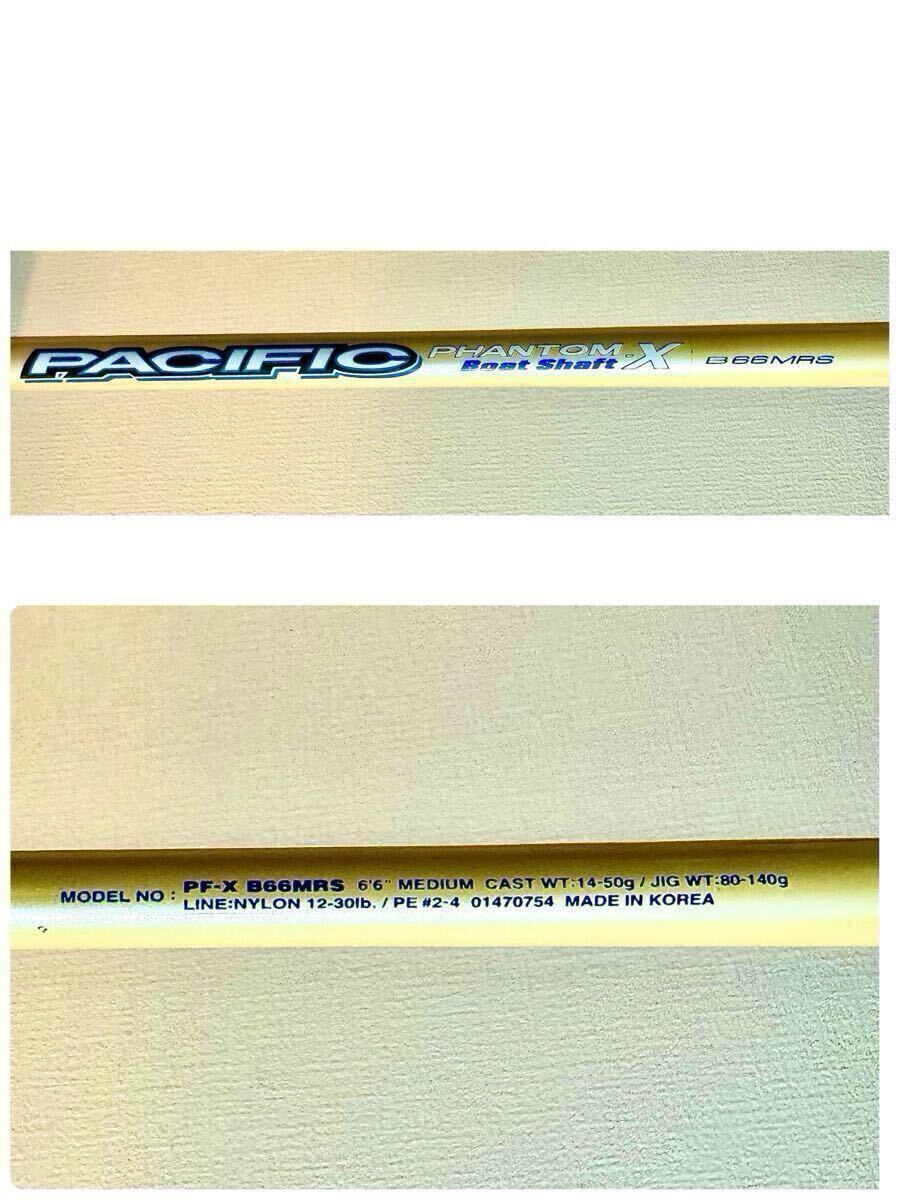 PACIFIC PHANTOM-X Boat Shaft B66MRS
MODEL NO : PF-X B66MRS 6'6" MEDIUM CAST WT:14-50g / JIG WT:80-140g
LINE:NYLON 12-30lb. / PE #2-4 01470754 MADE IN KOREA